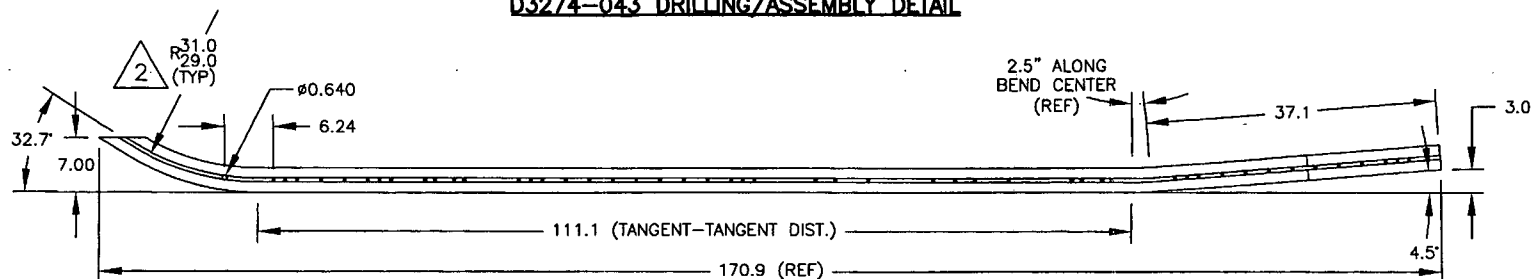 D3274-043 DRILLING/ASSEMBLY DETAIL
2
R31.0
29.0
(TYP)
ø0.640
6.24
2.5" ALONG
BEND CENTER
(REF)
37.1
3.0
32.7°
7.00
111.1 (TANGENT-TANGENT DIST.)
4.5°
170.9 (REF)